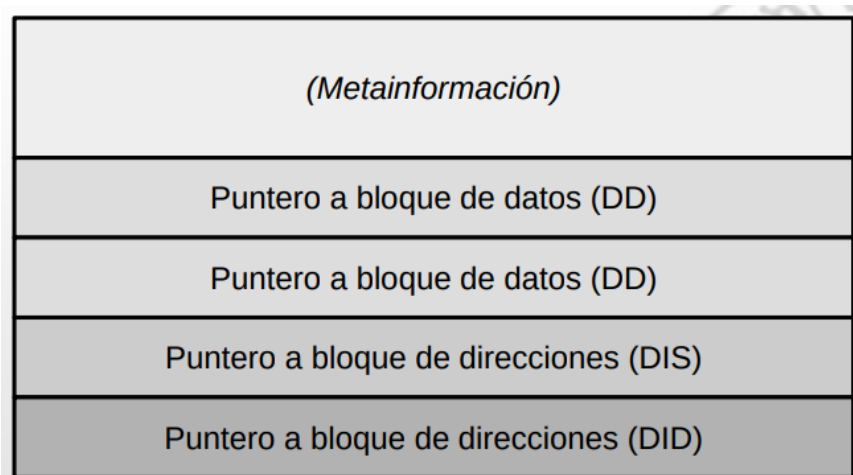 (Metainformación)
Puntero a bloque de datos (DD)
Puntero a bloque de datos (DD)
Puntero a bloque de direcciones (DIS)
Puntero a bloque de direcciones (DID)